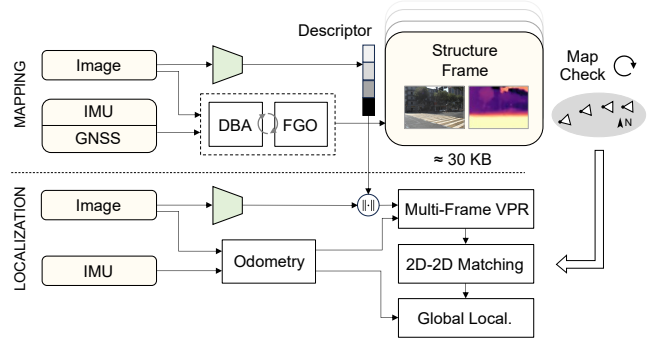 MAPPING
Image
IMU
GNSS
DBA
FGO
Descriptor
Structure
Frame
≈ 30 KB
Map
Check
N
LOCALIZATION
Image
IMU
Odometry
||·||
Multi-Frame VPR
2D-2D Matching
Global Local.